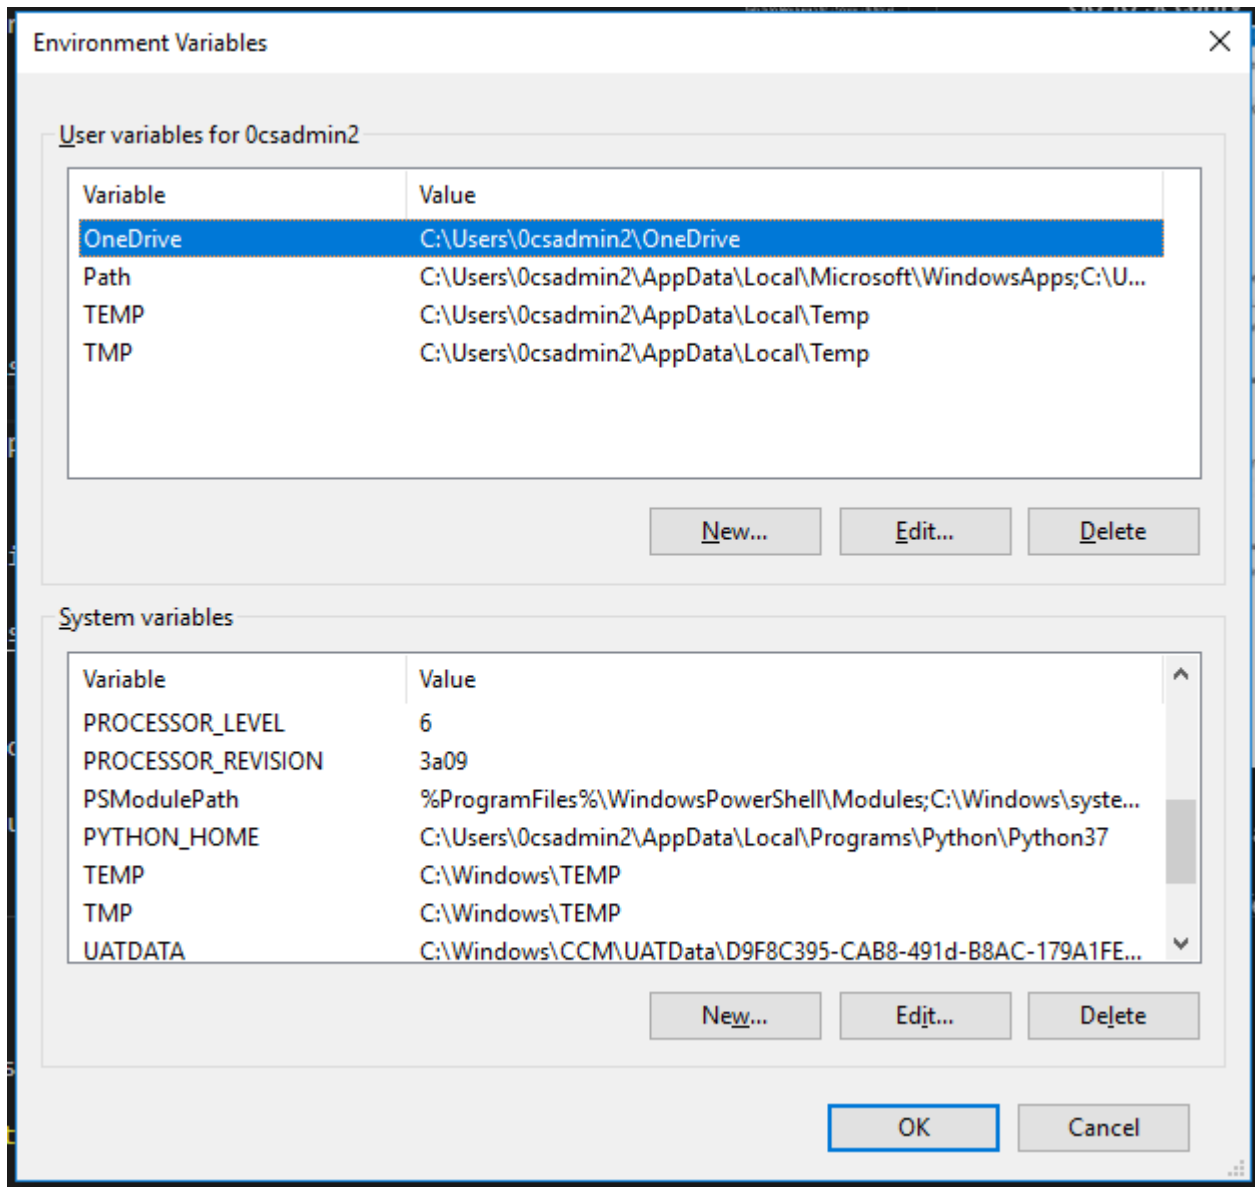 Environment Variables
User variables for 0csadmin2
Variable Value
OneDrive C:\Users\0csadmin2\OneDrive
Path C:\Users\0csadmin2\AppData\Local\Microsoft\WindowsApps;C:\U...
TEMP C:\Users\0csadmin2\AppData\Local\Temp
TMP C:\Users\0csadmin2\AppData\Local\Temp
New... Edit... Delete
System variables
Variable Value
PROCESSOR_LEVEL 6
PROCESSOR_REVISION 3a09
PSModulePath %ProgramFiles%\WindowsPowerShell\Modules;C:\Windows\syste...
PYTHON_HOME C:\Users\0csadmin2\AppData\Local\Programs\Python\Python37
TEMP C:\Windows\TEMP
TMP C:\Windows\TEMP
UATDATA C:\Windows\CCM\UATData\D9F8C395-CAB8-491d-B8AC-179A1FE...
New... Edit... Delete
OK Cancel